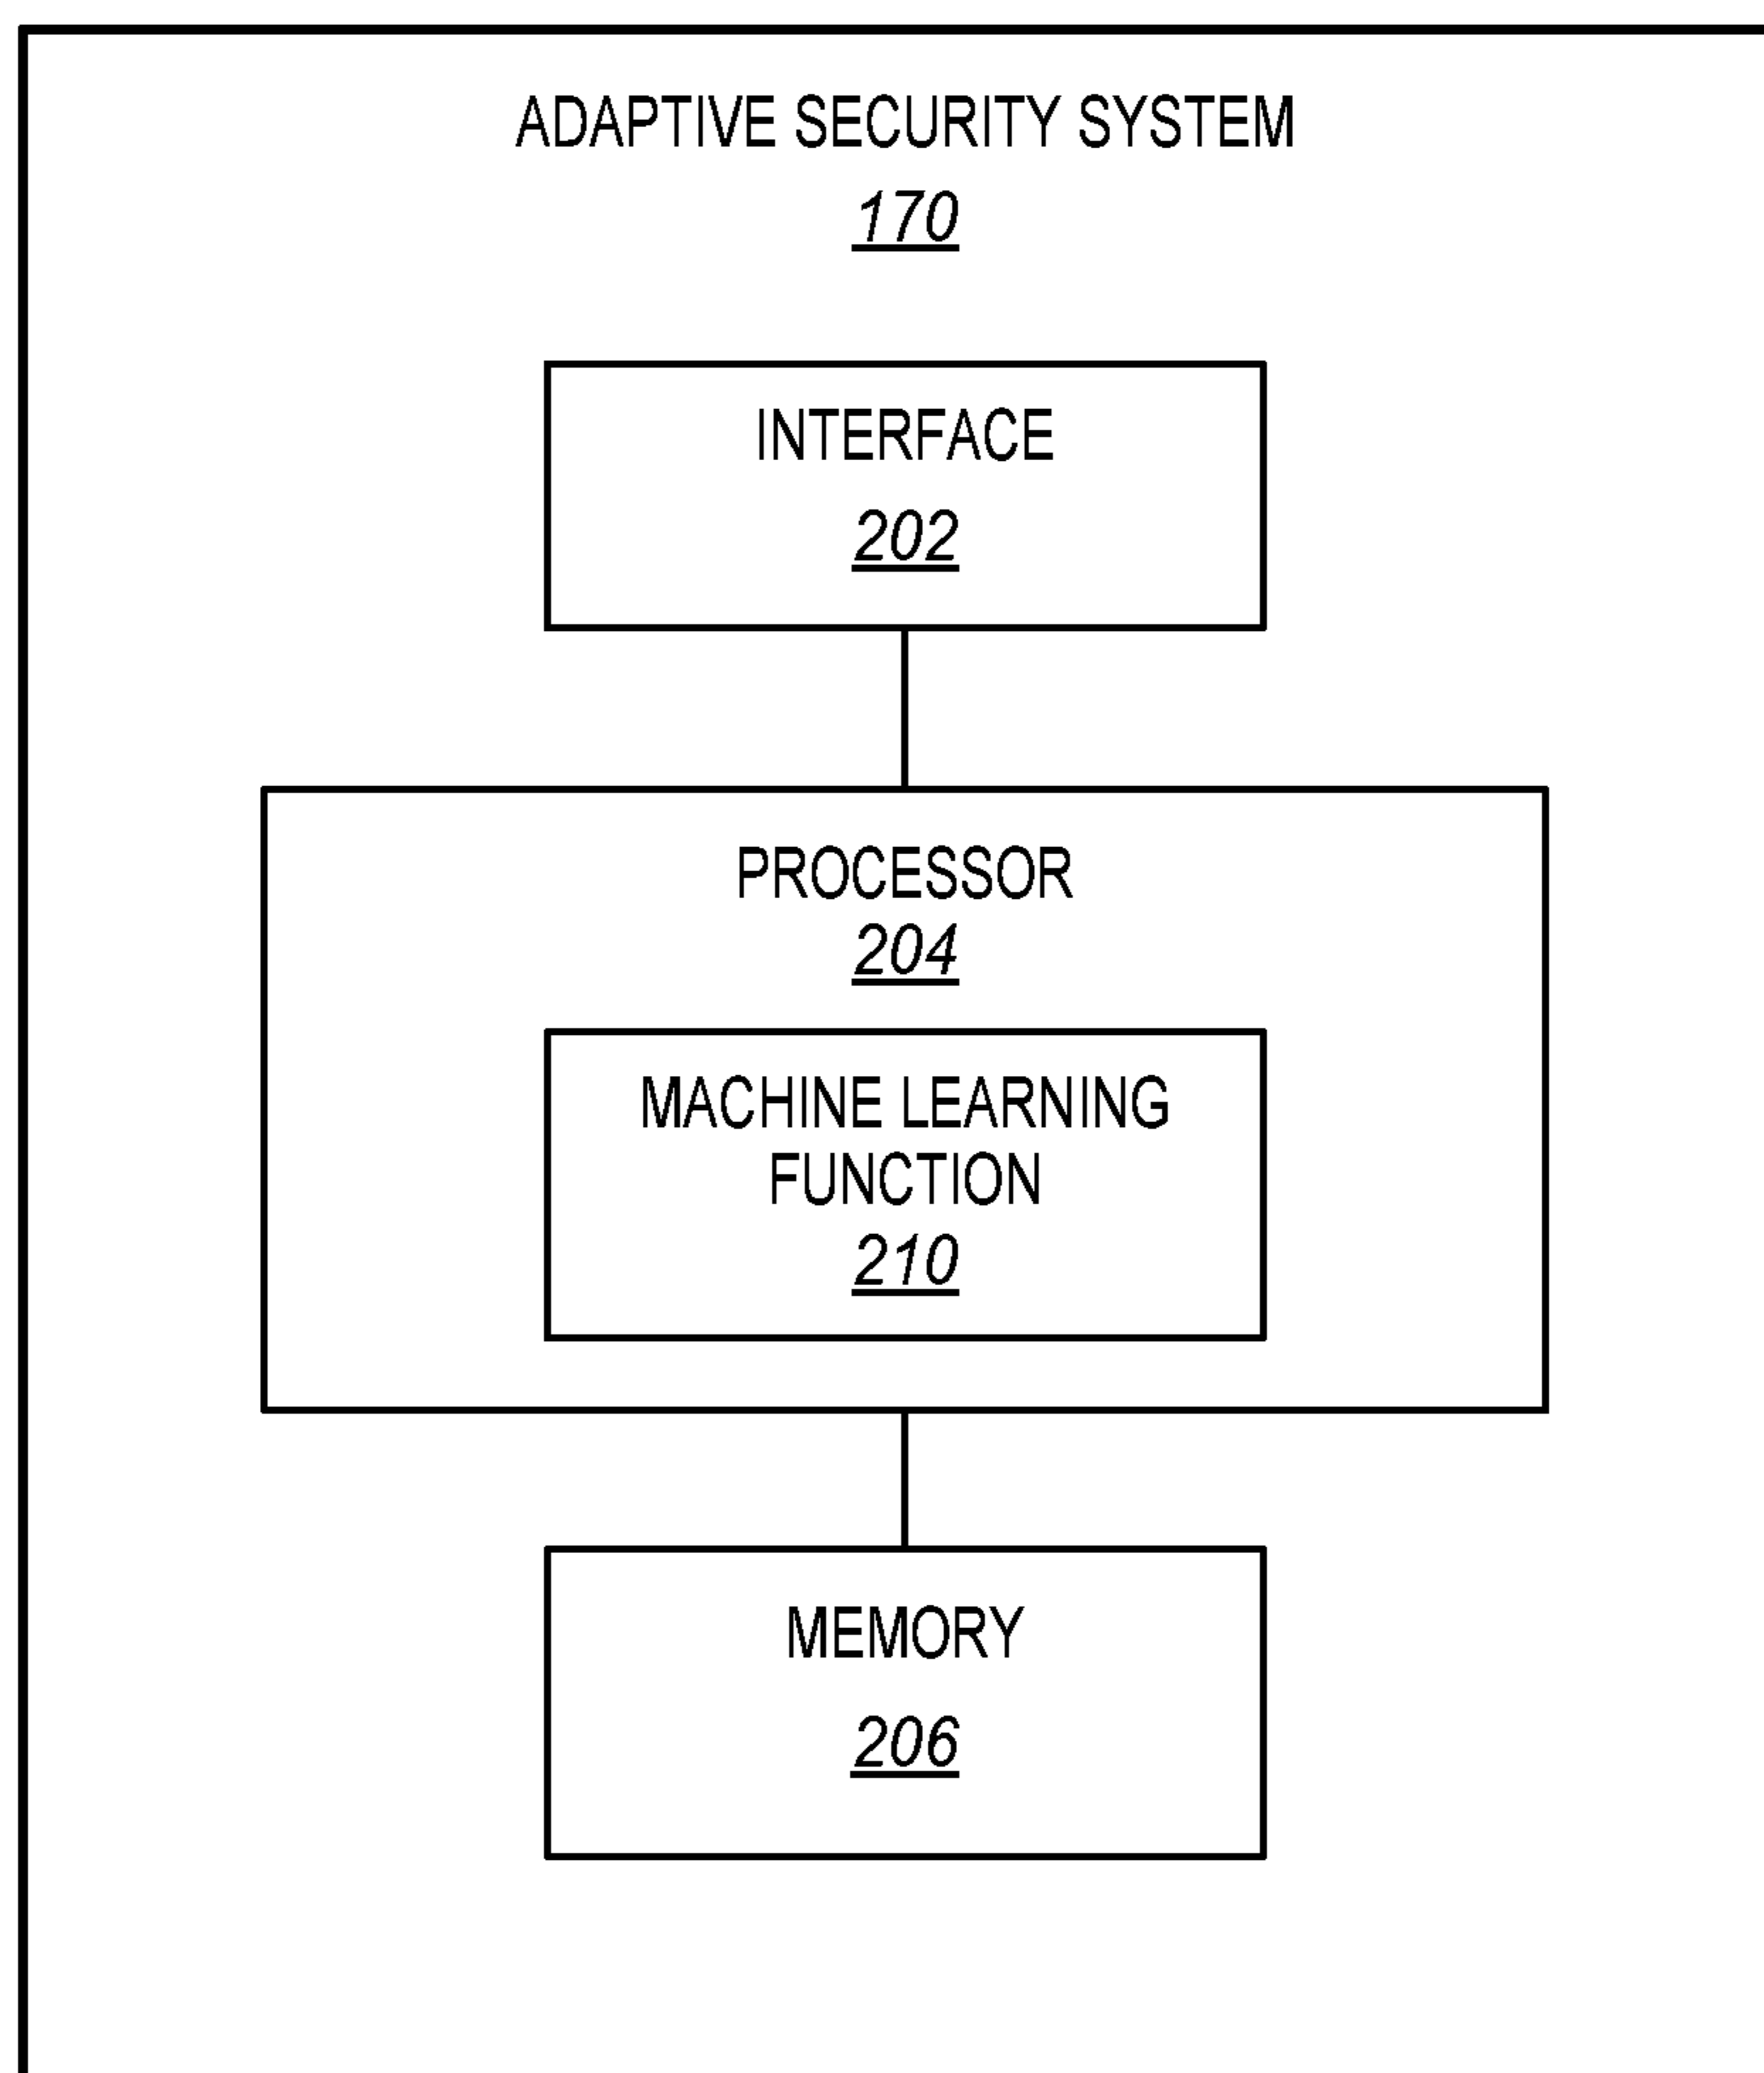 ADAPTIVE SECURITY SYSTEM
170
INTERFACE
202
PROCESSOR
204
MACHINE LEARNING
FUNCTION
210
MEMORY
206